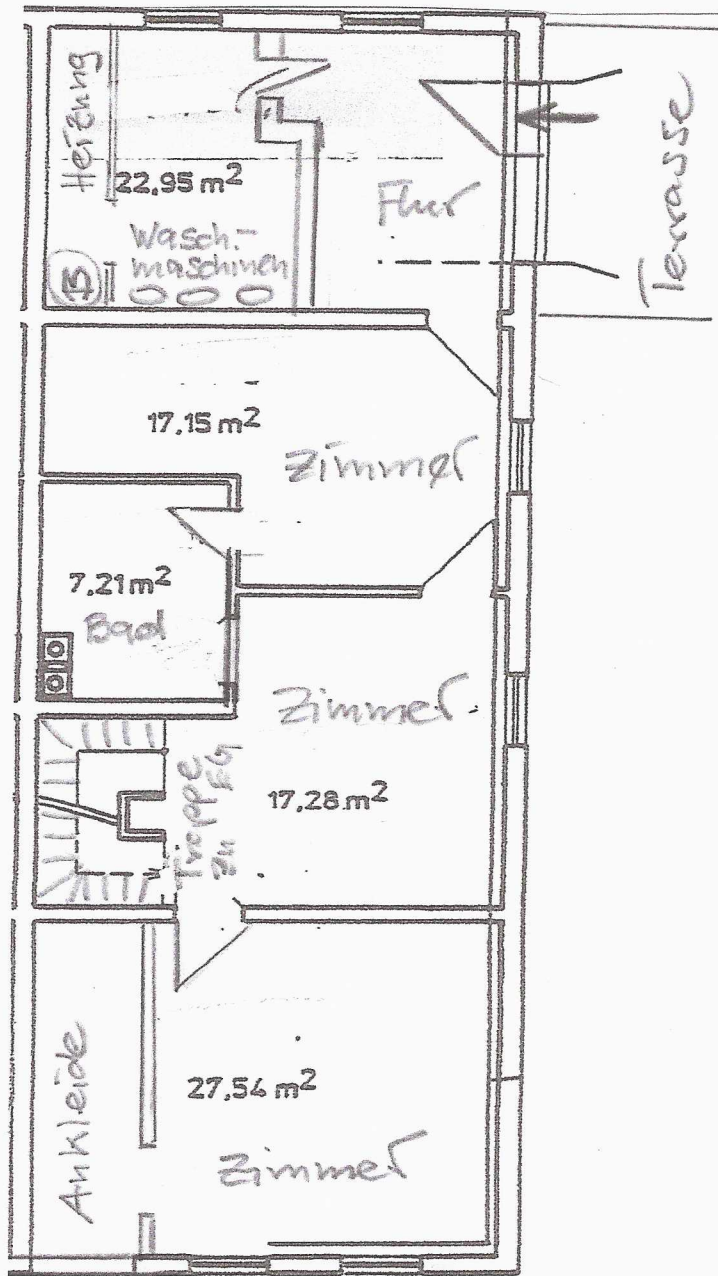 Heizung
22,95 m²
Wasch-
maschinen
B
Flur
Terrasse
17,15 m²
Zimmer
7,21 m²
Bad
Zimmer
17,28 m²
Treppe
zu EG
Ankleide
27,54 m²
Zimmer